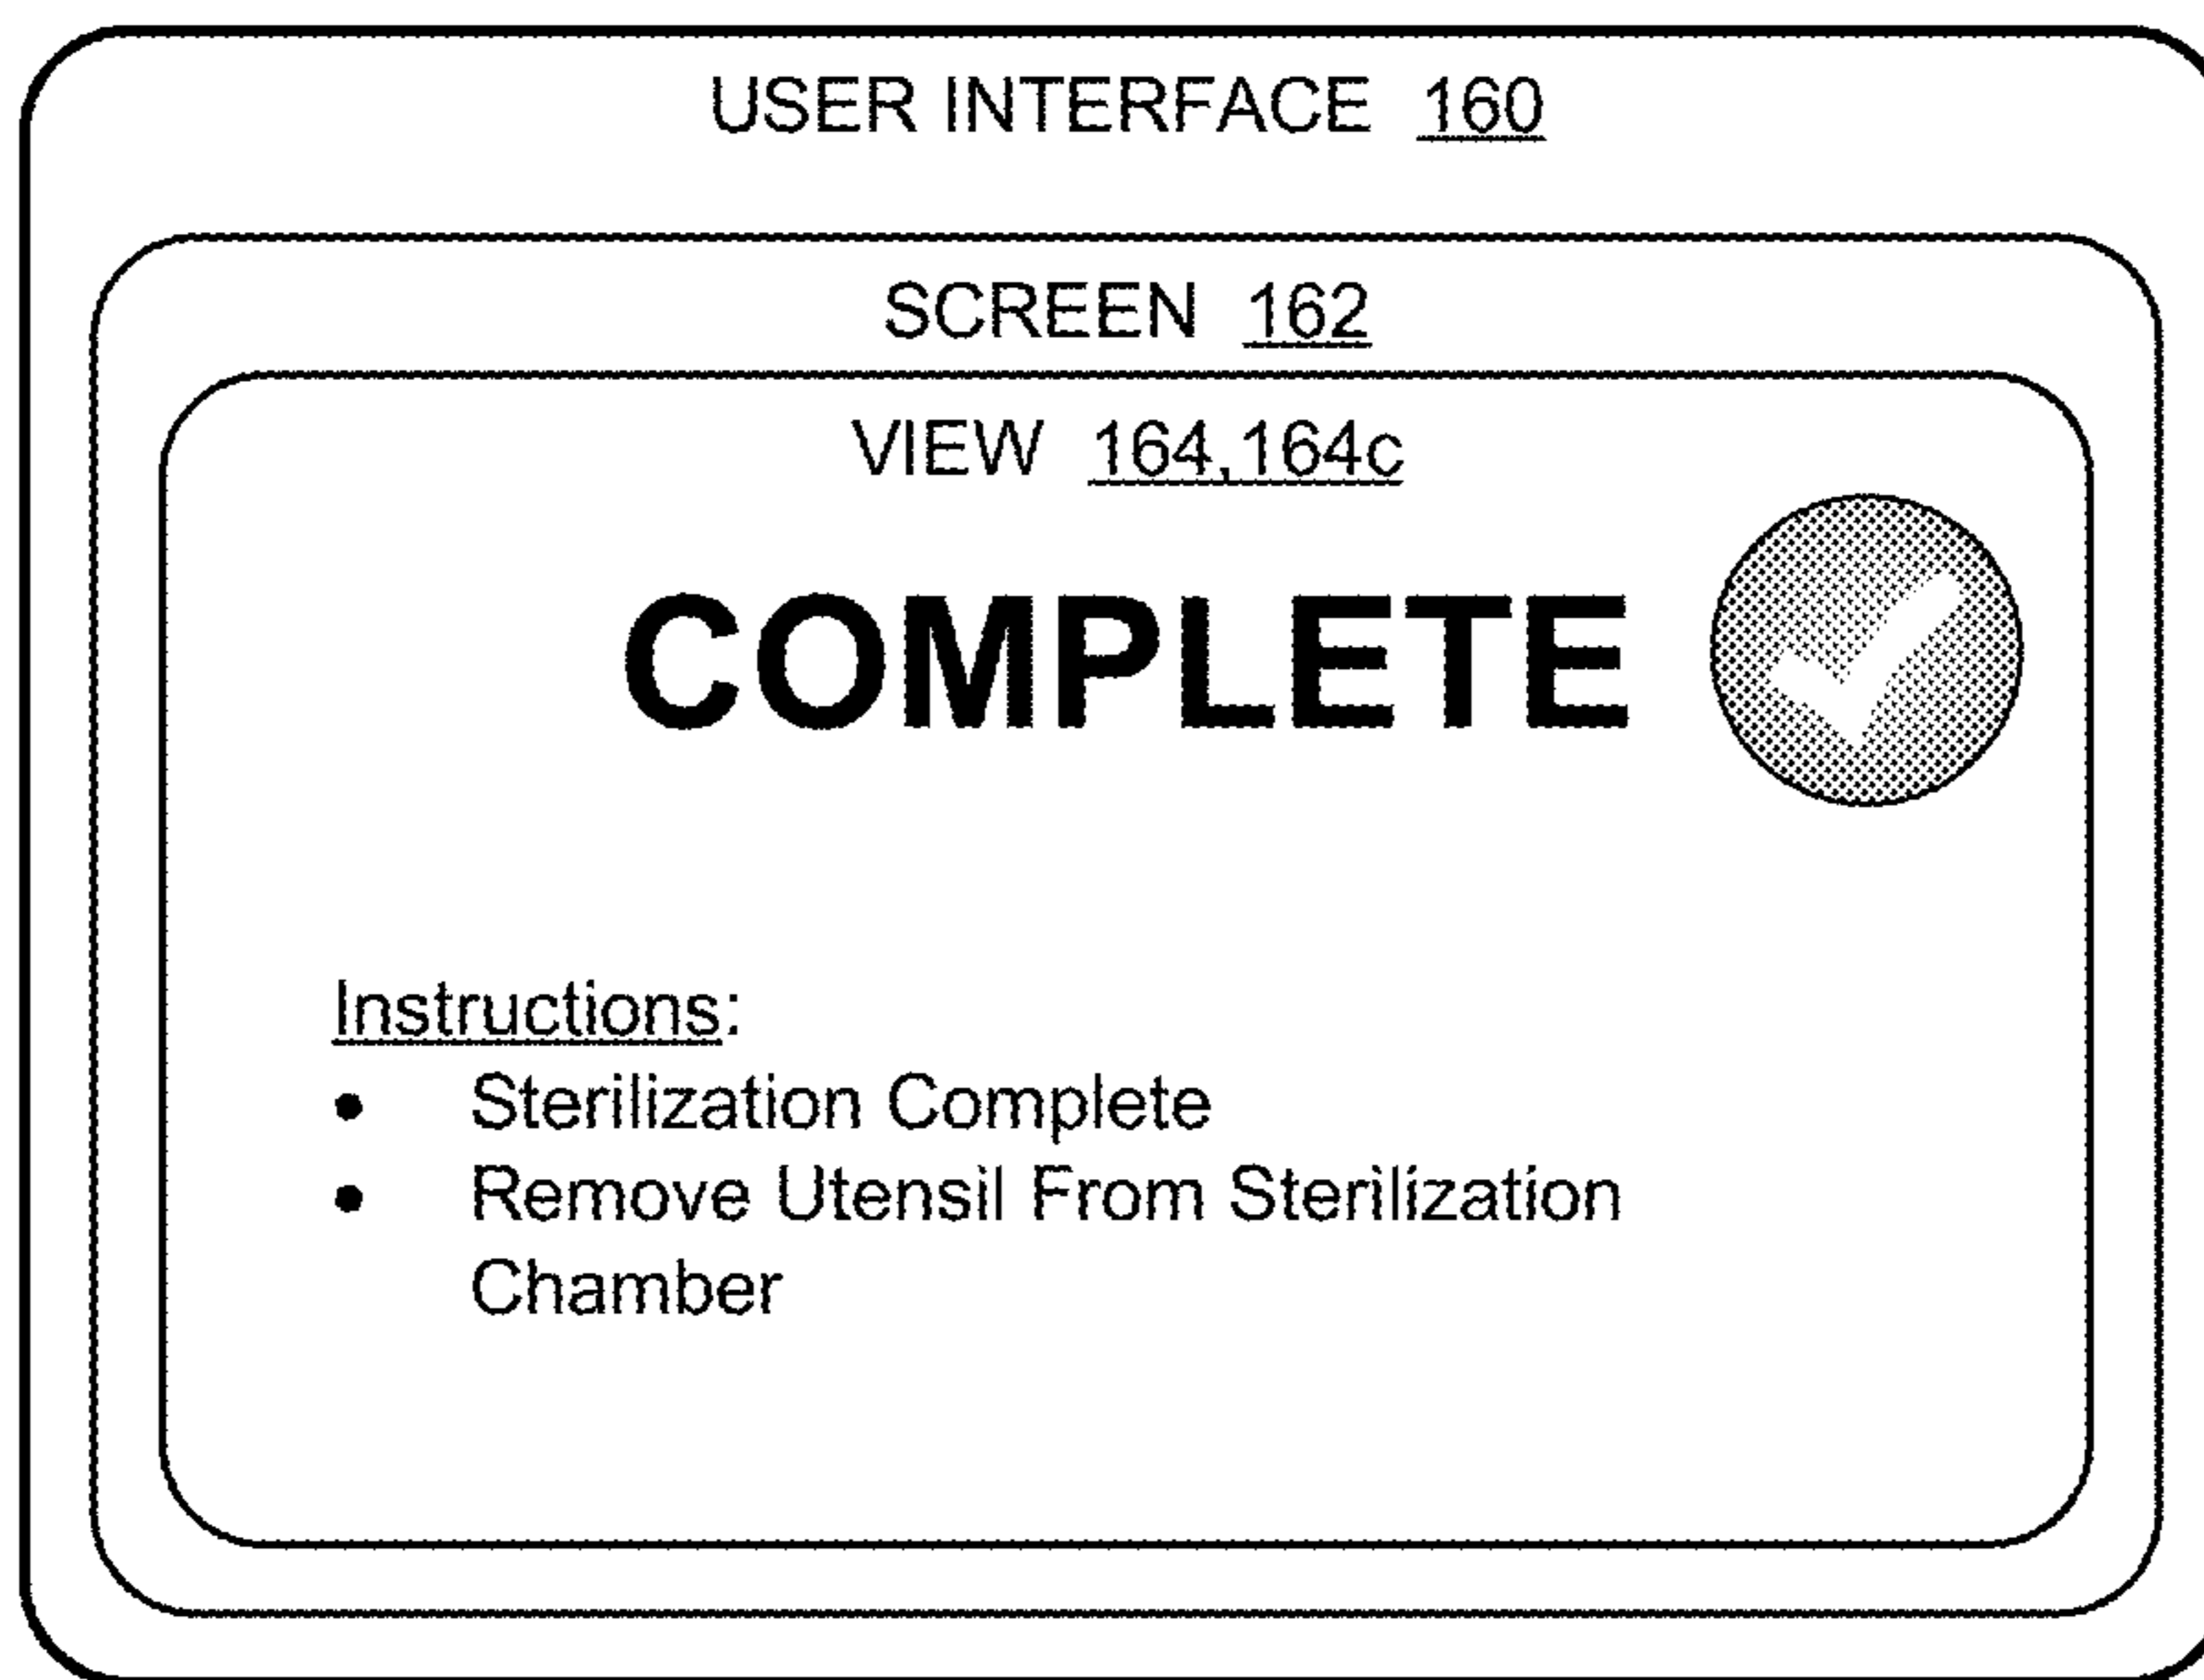 USER INTERFACE 160
SCREEN 162
VIEW 164,164c
COMPLETE
Instructions:
• Sterilization Complete
• Remove Utensil From Sterilization
Chamber